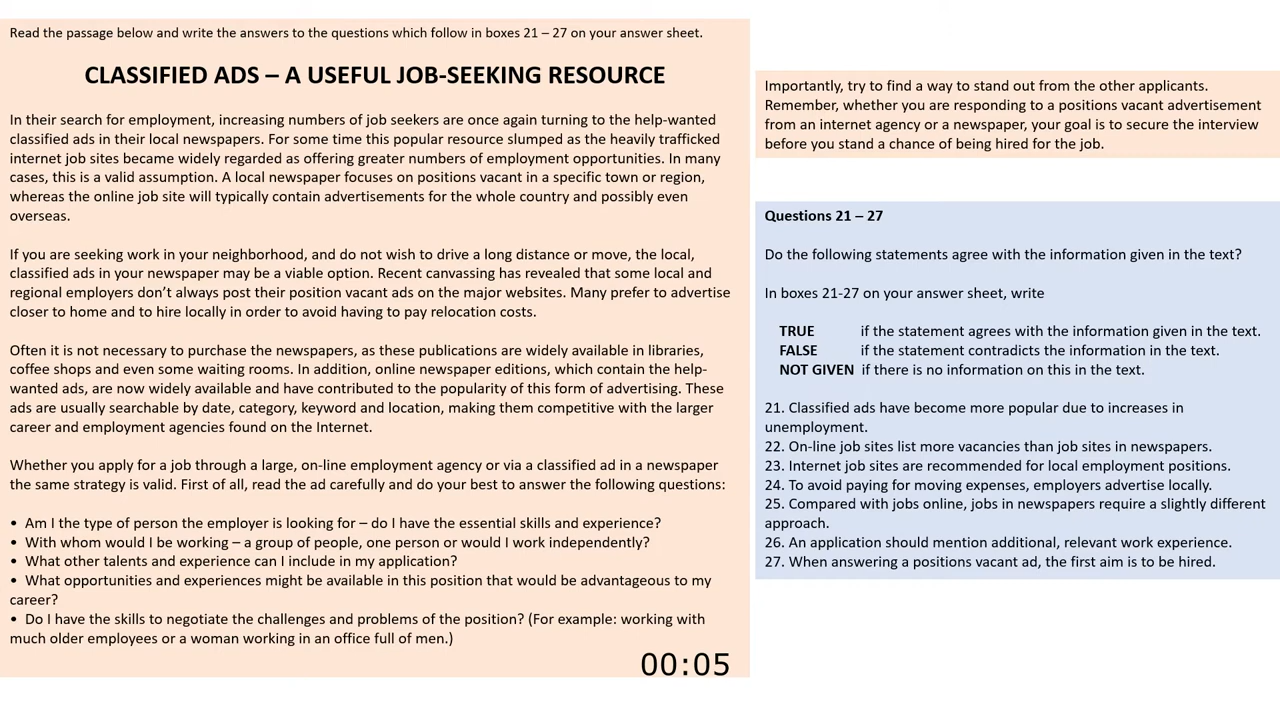 Read the passage below and write the answers to the questions which follow in boxes 21 – 27 on your answer sheet.
CLASSIFIED ADS – A USEFUL JOB-SEEKING RESOURCE
In their search for employment, increasing numbers of job seekers are once again turning to the help-wanted
classified ads in their local newspapers. For some time this popular resource slumped as the heavily trafficked
internet job sites became widely regarded as offering greater numbers of employment opportunities. In many
cases, this is a valid assumption. A local newspaper focuses on positions vacant in a specific town or region,
whereas the online job site will typically contain advertisements for the whole country and possibly even
overseas.
If you are seeking work in your neighborhood, and do not wish to drive a long distance or move, the local,
classified ads in your newspaper may be a viable option. Recent canvassing has revealed that some local and
regional employers don’t always post their position vacant ads on the major websites. Many prefer to advertise
closer to home and to hire locally in order to avoid having to pay relocation costs.
Often it is not necessary to purchase the newspapers, as these publications are widely available in libraries,
coffee shops and even some waiting rooms. In addition, online newspaper editions, which contain the help-
wanted ads, are now widely available and have contributed to the popularity of this form of advertising. These
ads are usually searchable by date, category, keyword and location, making them competitive with the larger
career and employment agencies found on the Internet.
Whether you apply for a job through a large, on-line employment agency or via a classified ad in a newspaper
the same strategy is valid. First of all, read the ad carefully and do your best to answer the following questions:
• Am I the type of person the employer is looking for – do I have the essential skills and experience?
• With whom would I be working – a group of people, one person or would I work independently?
• What other talents and experience can I include in my application?
• What opportunities and experiences might be available in this position that would be advantageous to my
career?
• Do I have the skills to negotiate the challenges and problems of the position? (For example: working with
much older employees or a woman working in an office full of men.)
00:05
Importantly, try to find a way to stand out from the other applicants.
Remember, whether you are responding to a positions vacant advertisement
from an internet agency or a newspaper, your goal is to secure the interview
before you stand a chance of being hired for the job.
Questions 21 – 27
Do the following statements agree with the information given in the text?
In boxes 21-27 on your answer sheet, write
TRUE if the statement agrees with the information given in the text.
FALSE if the statement contradicts the information in the text.
NOT GIVEN if there is no information on this in the text.
21. Classified ads have become more popular due to increases in
unemployment.
22. On-line job sites list more vacancies than job sites in newspapers.
23. Internet job sites are recommended for local employment positions.
24. To avoid paying for moving expenses, employers advertise locally.
25. Compared with jobs online, jobs in newspapers require a slightly different
approach.
26. An application should mention additional, relevant work experience.
27. When answering a positions vacant ad, the first aim is to be hired.